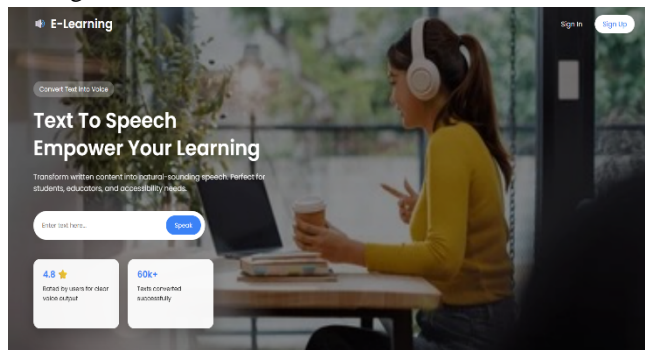 E-Learning
Sign In
Sign Up
Convert Text Into Voice
Text To Speech
Empower Your Learning
Transform written content into natural-sounding speech. Perfect for
students, educators, and accessibility needs.
Enter text here...
Speak
4.8
Rated by users for clear
voice output
60k+
Texts converted
successfully